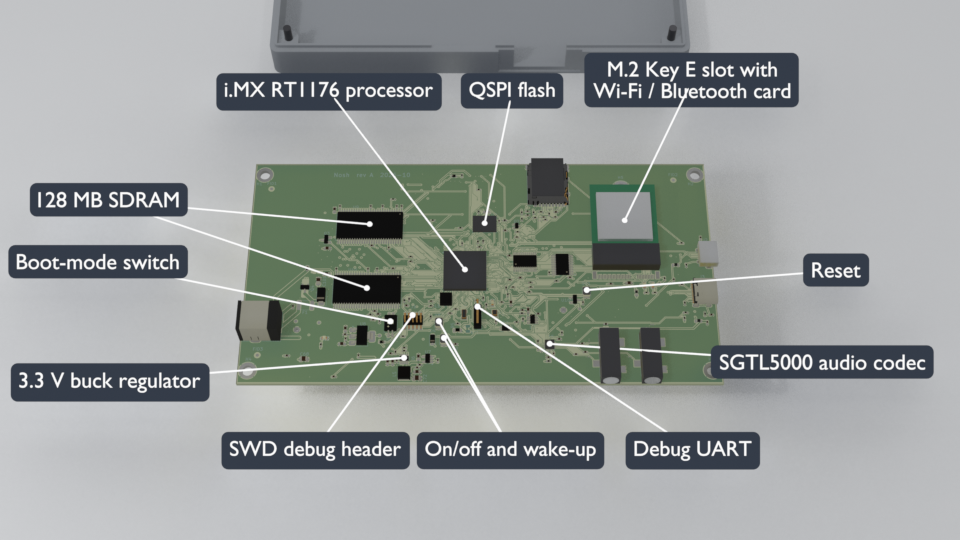 M.2 Key E slot with
Wi-Fi / Bluetooth card
i.MX RT1176 processor
QSPI flash
128 MB SDRAM
Boot-mode switch
Reset
3.3 V buck regulator
SGTL5000 audio codec
SWD debug header
On/off and wake-up
Debug UART